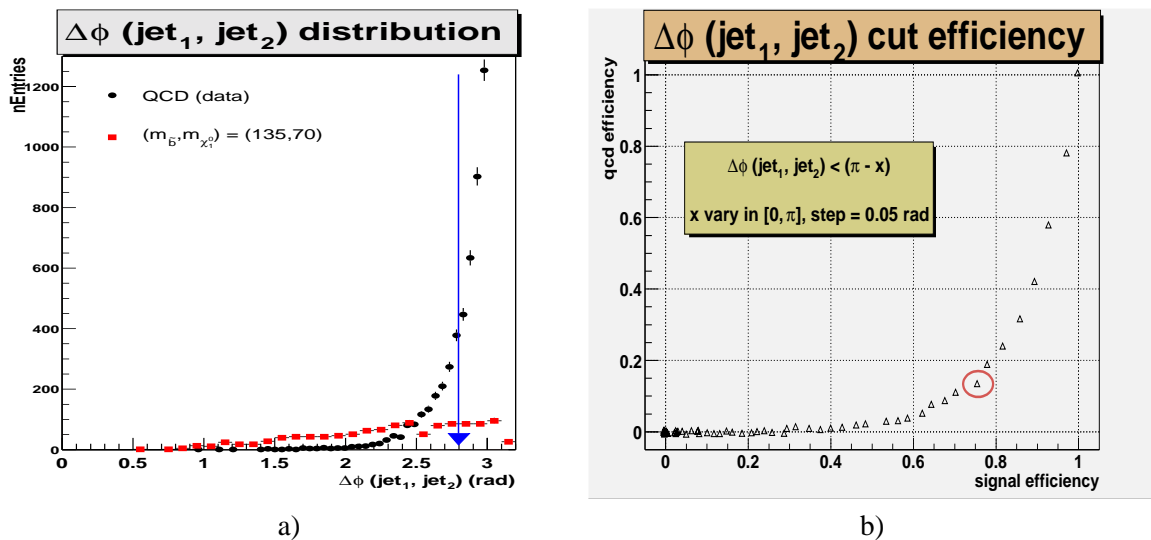 Δϕ (jet₁, jet₂) distribution
nEntries
1200
1000
800
600
400
200
0
QCD (data)
(m_b̃, m_χ̃₁⁰) = (135,70)
0 0.5 1 1.5 2 2.5 3
Δϕ (jet₁, jet₂) (rad)
a)
Δϕ (jet₁, jet₂) cut efficiency
qcd efficiency
1
0.8
0.6
0.4
0.2
0
Δϕ (jet₁, jet₂) < (π - x)
x vary in [0, π], step = 0.05 rad
0 0.2 0.4 0.6 0.8 1
signal efficiency
b)